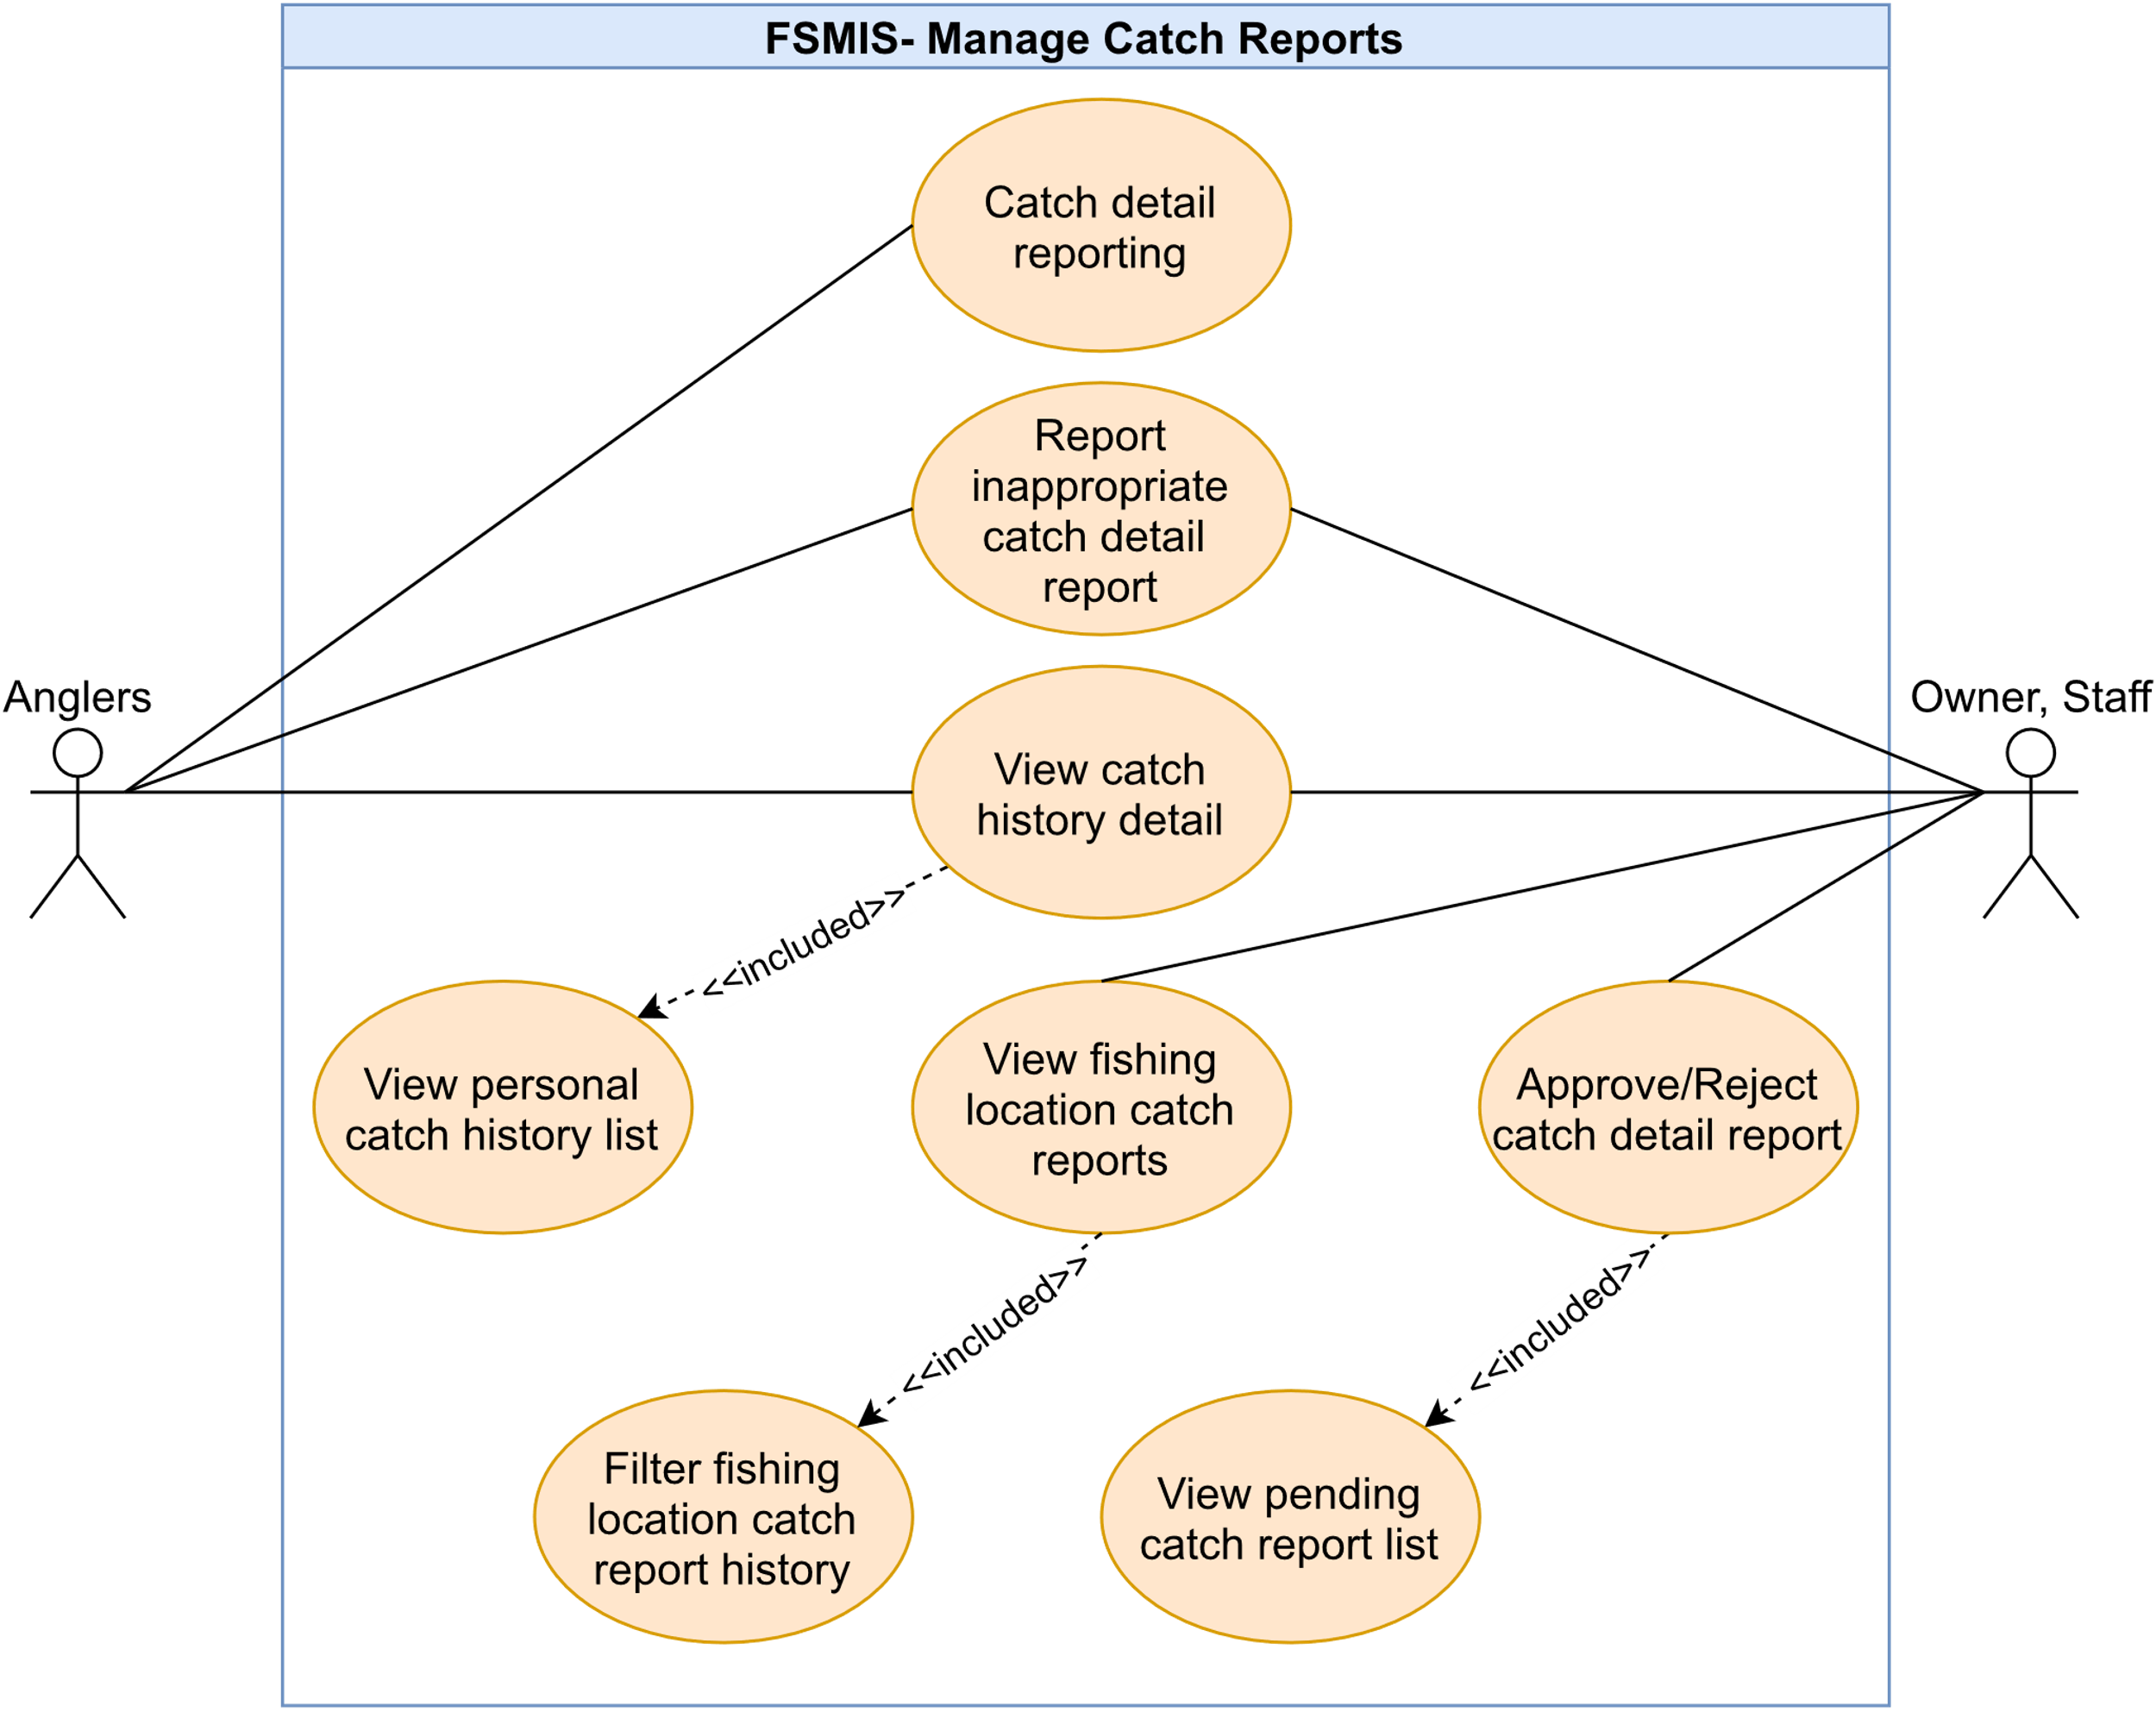 FSMIS- Manage Catch Reports
Catch detail
reporting
Report
inappropriate
catch detail
report
Anglers
Owner, Staff
View catch
history detail
<<included>>
View personal
catch history list
View fishing
location catch
reports
Approve/Reject
catch detail report
<<included>>
<<included>>
Filter fishing
location catch
report history
View pending
catch report list